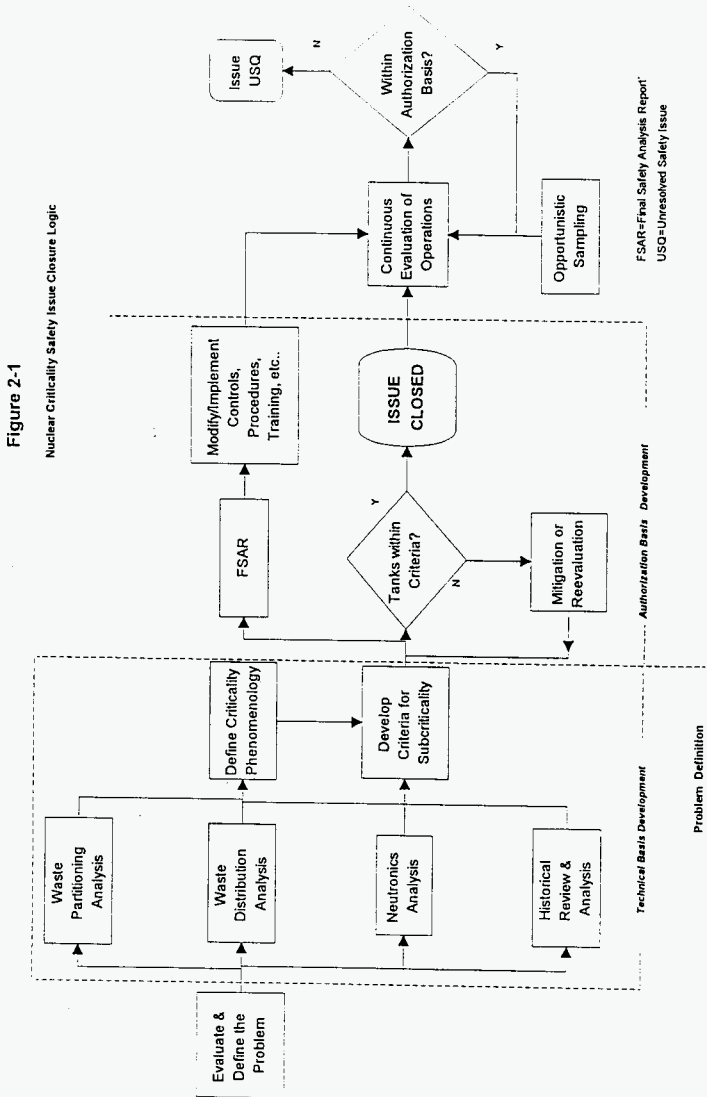 Figure 2-1
Nuclear Criticality Safety Issue Closure Logic
Evaluate &
Define the
Problem
Waste
Partitioning
Analysis
Waste
Distribution
Analysis
Neutronics
Analysis
Historical
Review &
Analysis
Define Criticality
Phenomenology
Develop
Criteria for
Subcriticality
Technical Basis Development
Problem Definition
FSAR
Modify/Implement
Controls,
Procedures,
Training, etc..
Tanks within
Criteria?
Y
N
ISSUE
CLOSED
Mitigation or
Reevaluation
Authorization Basis Development
Continuous
Evaluation of
Operations
Within
Authorization
Basis?
N
Y
Issue
USQ
Opportunistic
Sampling
FSAR=Final Safety Analysis Report
USQ=Unresolved Safety Issue